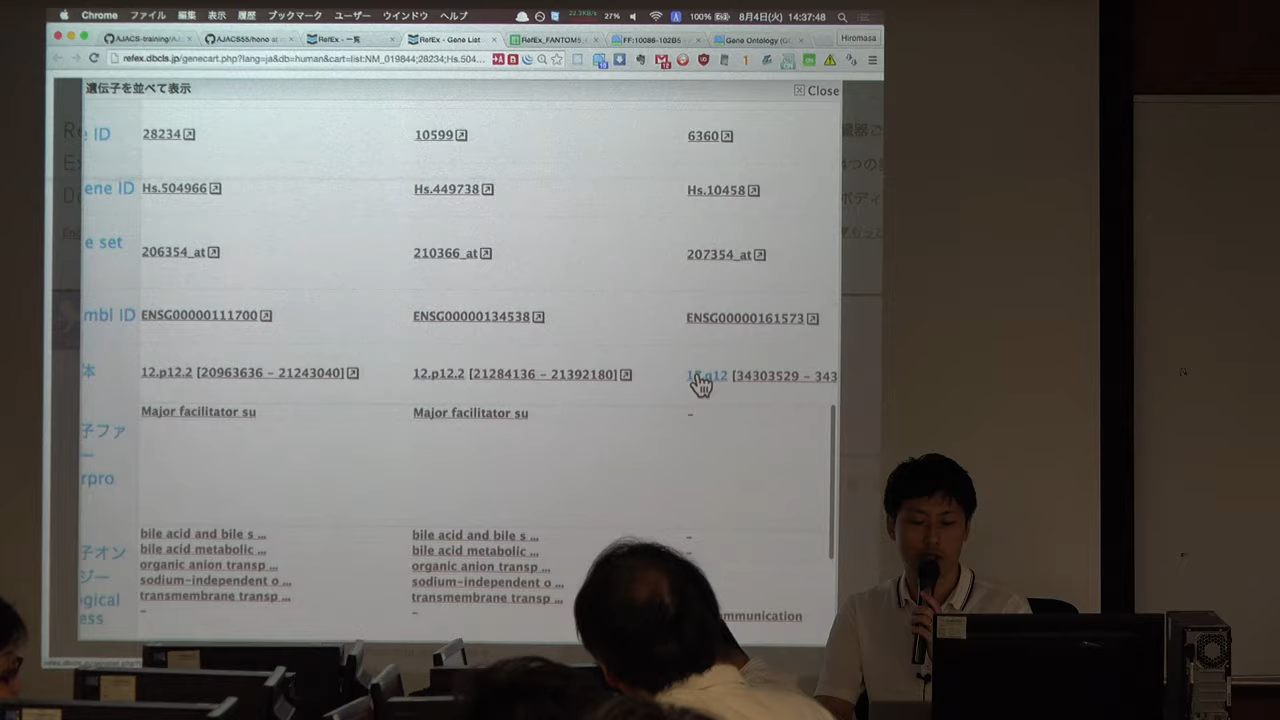 Chrome ファイル 編集 表示 履歴 ブックマーク ユーザー ウインドウ ヘルプ 27% 100% 8月4日(火) 14:37:48
AJACS-training/AJ RefEx - 一覧 RefEx - Gene List RefEx_FANTOM5 FF:10086-102B5 Gene Ontology Hiromasa
refex.dbcls.jp/genecart.php?lang=ja&db=human&cart=list:NM_019844;28234;Hs.504...
遺伝子を並べて表示 Close
ID 28234 10599 6360
ene ID Hs.504966 Hs.449738 Hs.10458
e set 206354_at 210366_at 207354_at
mbl ID ENSG00000111700 ENSG00000134538 ENSG00000161573
本 12.p12.2 [20963636 - 21243040] 12.p12.2 [21284136 - 21392180] [34303529 - 343
Major facilitator su Major facilitator su -
子ファ
ー
rpro
bile acid and bile s ... bile acid and bile s ... -
子オン bile acid metabolic ... bile acid metabolic ... -
organic anion transp ... organic anion transp ...
ジー sodium-independent o ... sodium-independent o ...
gical transmembrane transp ... transmembrane transp ...
ess - - mmunication